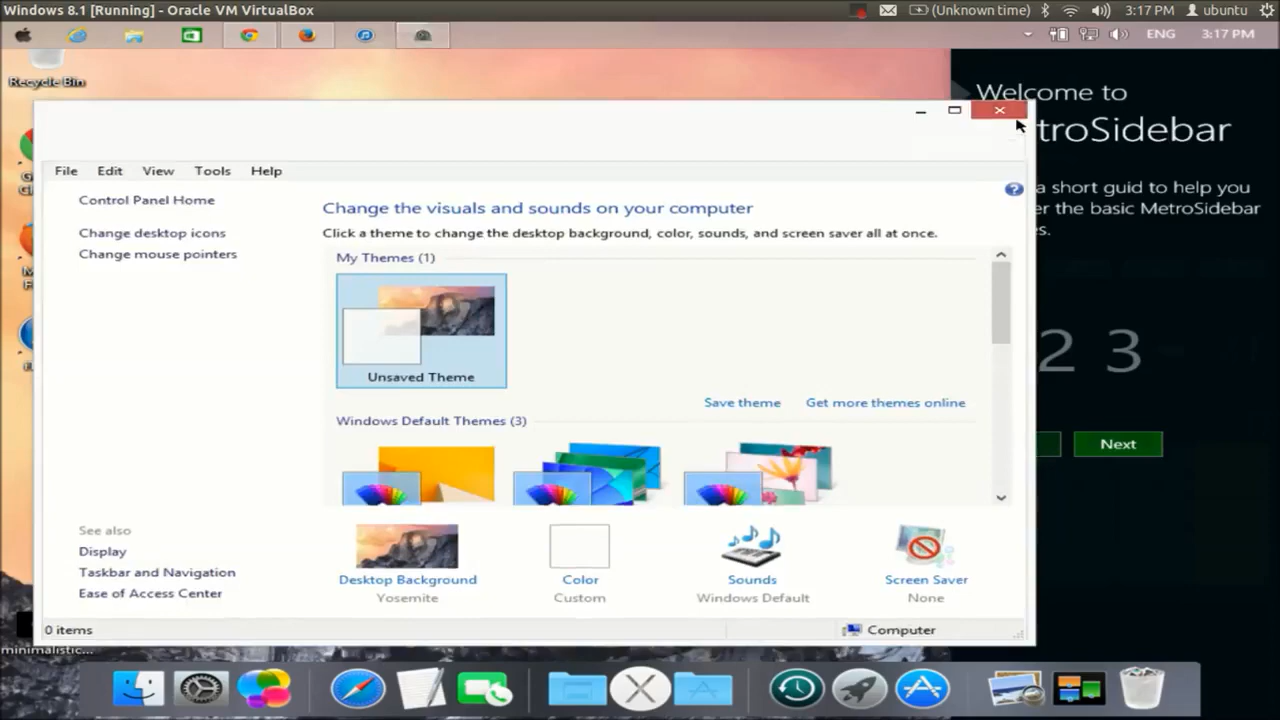 Windows 8.1 [Running] - Oracle VM VirtualBox
(Unknown time) 3:17 PM ubuntu
ENG 3:17 PM
Recycle Bin
Welcome to
troSidebar
a short guid to help you
er the basic MetroSidebar
es.
2 3
Next
File Edit View Tools Help
Control Panel Home
Change desktop icons
Change mouse pointers
Change the visuals and sounds on your computer
Click a theme to change the desktop background, color, sounds, and screen saver all at once.
My Themes (1)
Unsaved Theme
Save theme Get more themes online
Windows Default Themes (3)
See also
Display
Taskbar and Navigation
Ease of Access Center
Desktop Background
Yosemite
Color
Custom
Sounds
Windows Default
Screen Saver
None
0 items
Computer
minimalistic...